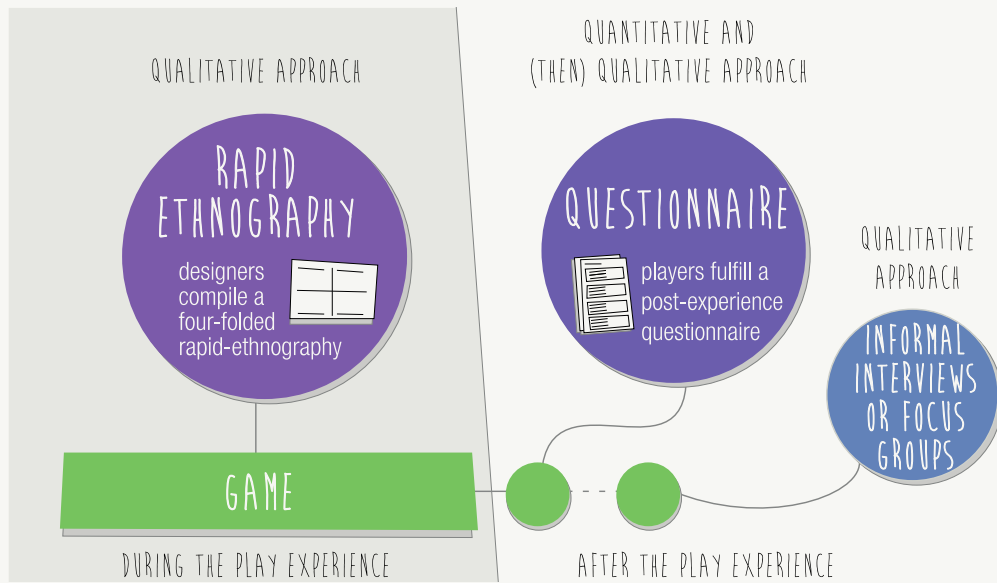 QUALITATIVE APPROACH
RAPID
ETHNOGRAPHY
designers
compile a
four-folded
rapid-ethnography
GAME
DURING THE PLAY EXPERIENCE
QUANTITATIVE AND
(THEN) QUALITATIVE APPROACH
QUESTIONNAIRE
players fulfill a
post-experience
questionnaire
QUALITATIVE
APPROACH
INFORMAL
INTERVIEWS
OR FOCUS
GROUPS
AFTER THE PLAY EXPERIENCE